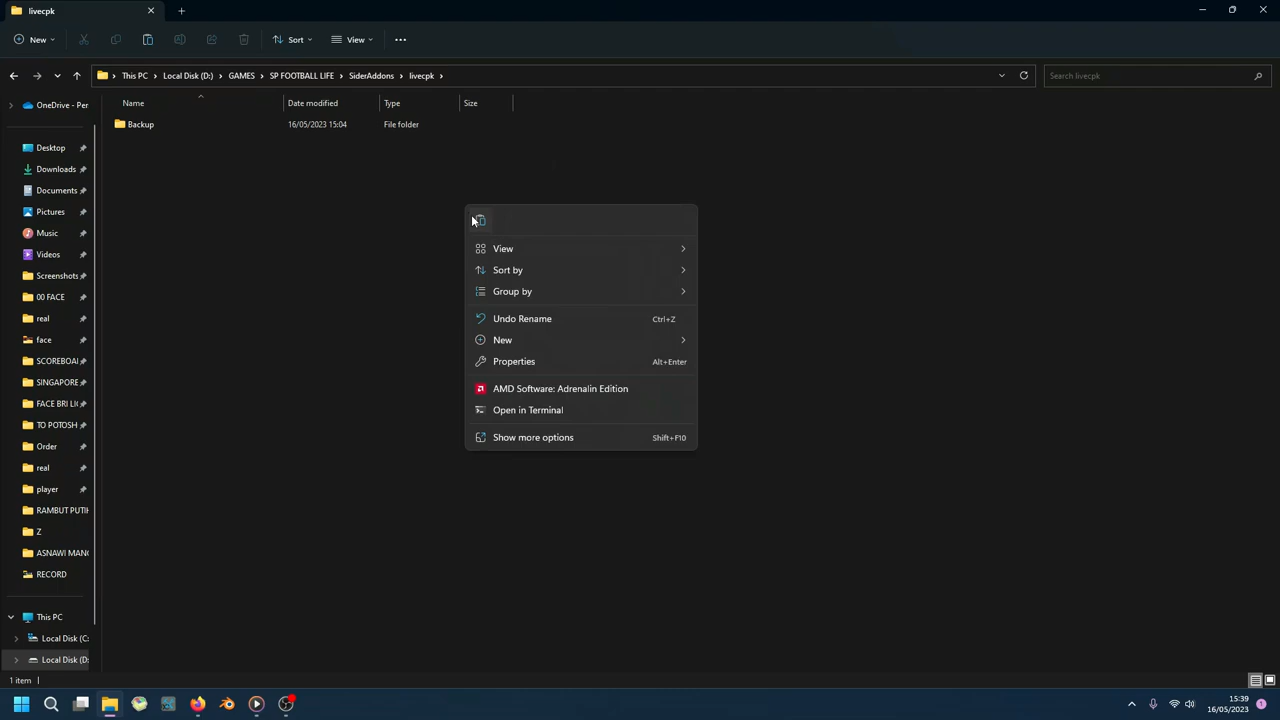 livecpk
New
Sort
View
This PC
Local Disk (D:)
GAMES
SP FOOTBALL LIFE
SiderAddons
livecpk
Search livecpk
OneDrive - Per
Name
Date modified
Type
Size
Backup
16/05/2023 15:04
File folder
Desktop
Downloads
Documents
Pictures
Music
Videos
Screenshots
00 FACE
real
face
SCOREBOAI
SINGAPORE
FACE BRI LIC
TO POTOSH
Order
real
player
RAMBUT PUTIH
Z
ASNAWI MANG
RECORD
This PC
Local Disk (C:
Local Disk (D:
View
Sort by
Group by
Undo Rename Ctrl+Z
New
Properties Alt+Enter
AMD Software: Adrenalin Edition
Open in Terminal
Show more options Shift+F10
1 item
15:39
16/05/2023
1